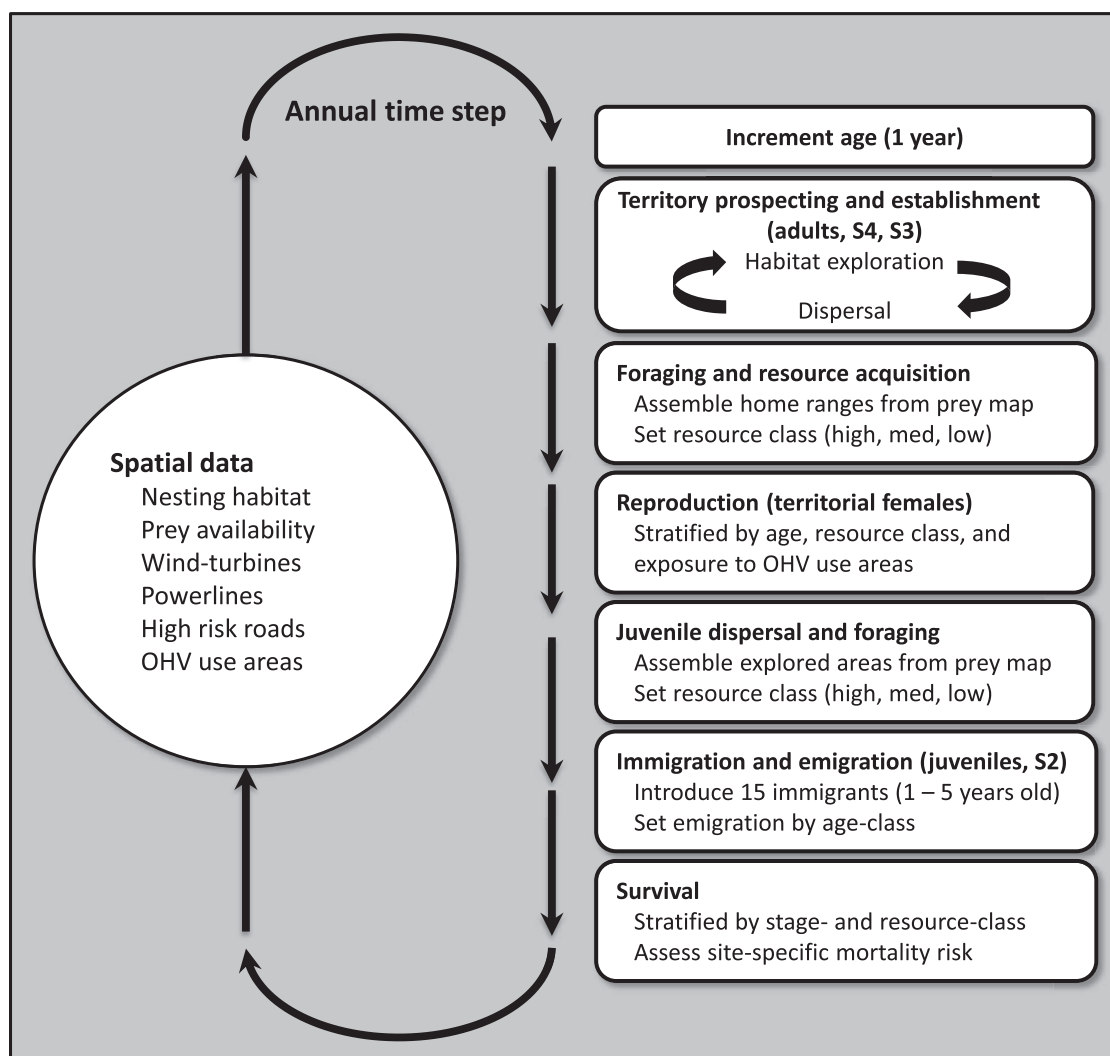 Annual time step
Increment age (1 year)
Territory prospecting and establishment
(adults, S4, S3)
Habitat exploration
Dispersal
Foraging and resource acquisition
Assemble home ranges from prey map
Set resource class (high, med, low)
Reproduction (territorial females)
Stratified by age, resource class, and
exposure to OHV use areas
Juvenile dispersal and foraging
Assemble explored areas from prey map
Set resource class (high, med, low)
Immigration and emigration (juveniles, S2)
Introduce 15 immigrants (1 – 5 years old)
Set emigration by age-class
Survival
Stratified by stage- and resource-class
Assess site-specific mortality risk
Spatial data
Nesting habitat
Prey availability
Wind-turbines
Powerlines
High risk roads
OHV use areas